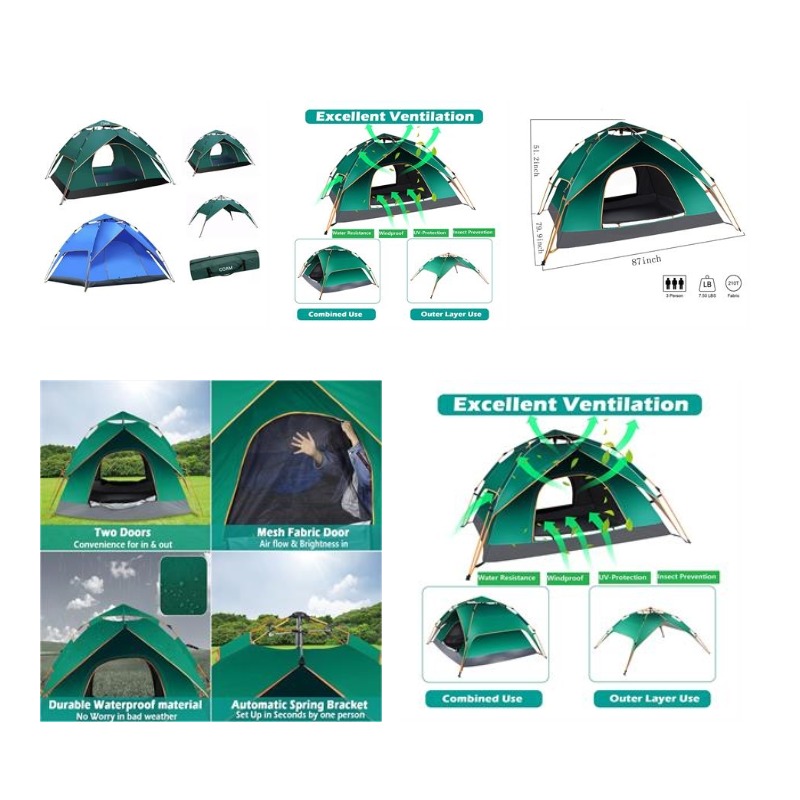 Excellent Ventilation
Water Resistance
Windproof
UV-Protection
Insect Prevention
Combined Use
Outer Layer Use
51.2inch
79.9inch
87inch
LB
210T
3 Person
7.50 LBS
Fabric
Two Doors
Convenience for in & out
Mesh Fabric Door
Air flow & Brightness in
Durable Waterproof material
No Worry in bad weather
Automatic Spring Bracket
Set Up in Seconds by one person
Excellent Ventilation
Water Resistance
Windproof
UV-Protection
Insect Prevention
Combined Use
Outer Layer Use